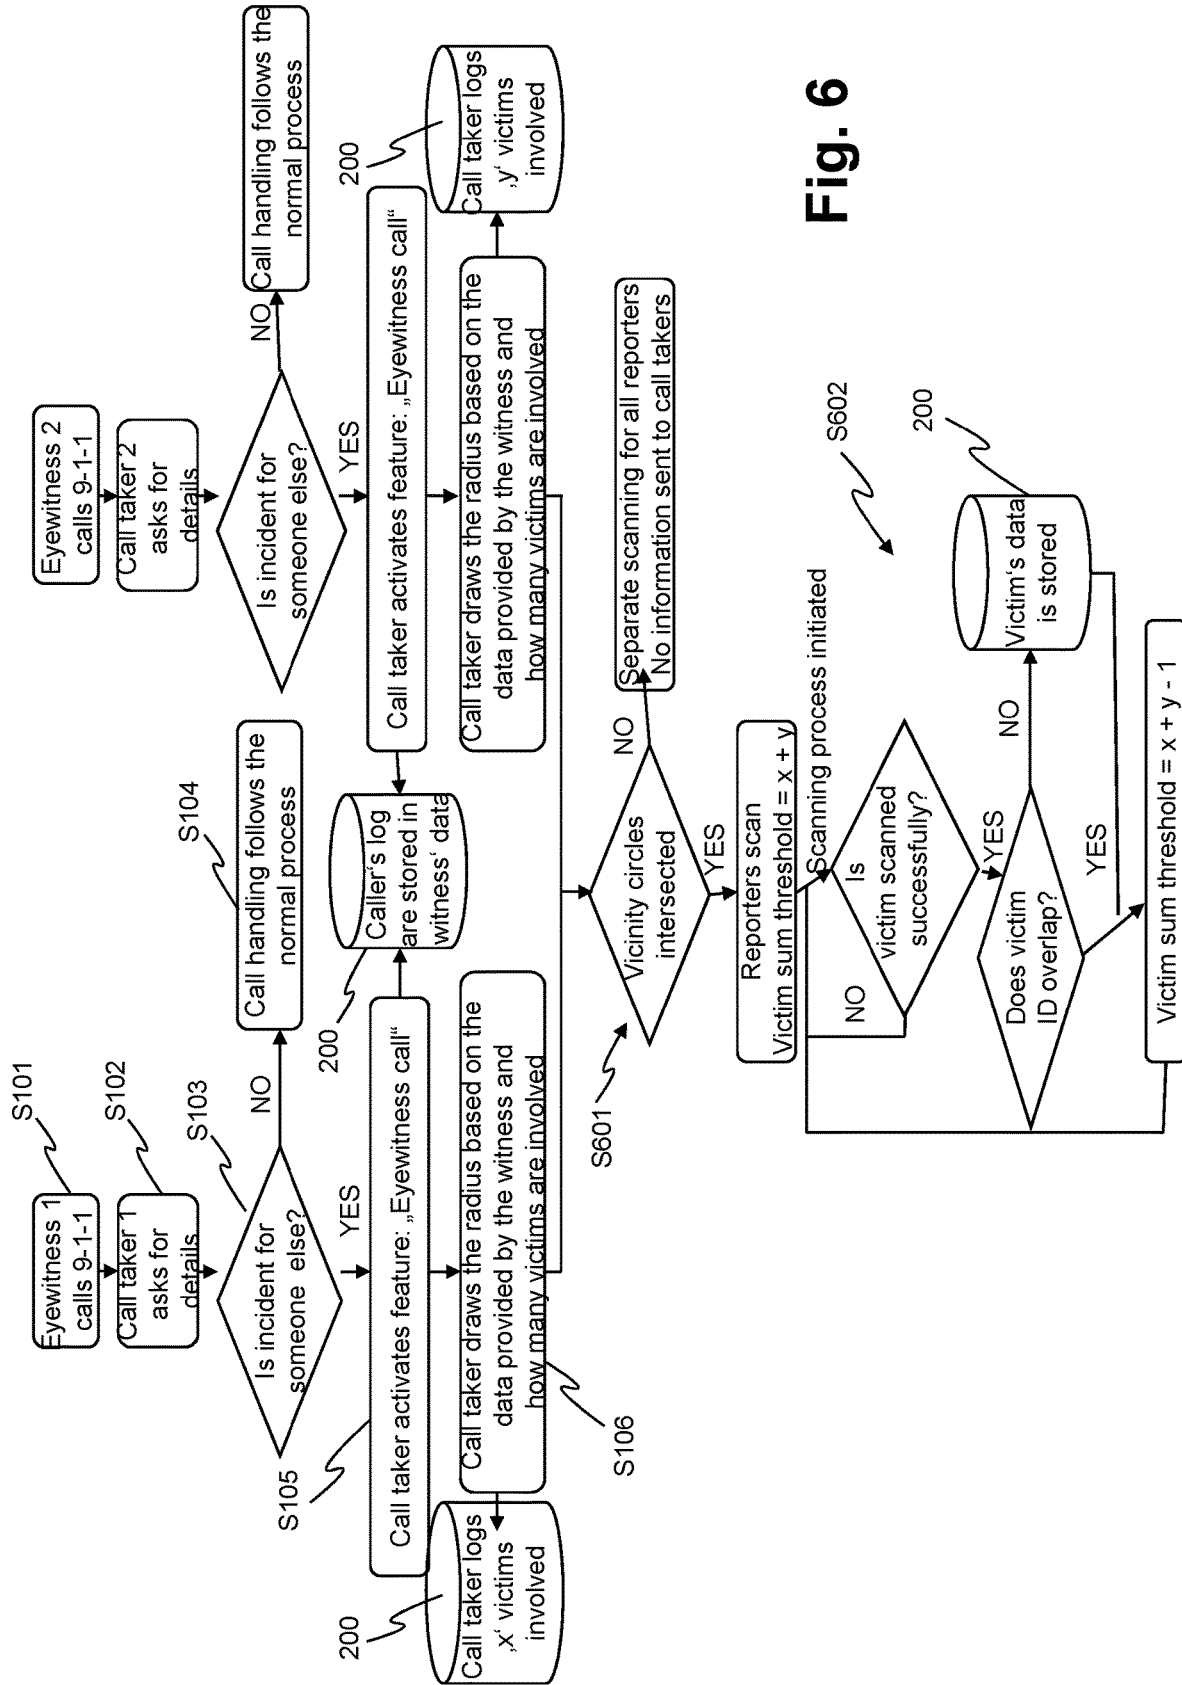 Eyewitness 1
calls 9-1-1
S101
Call taker 1
asks for
details
S102
Is incident for
someone else?
S103
NO
Call handling follows the
normal process
S104
YES
Call taker activates feature: „Eyewitness call“
S105
Caller's log
are stored in
witness‘ data
200
Call taker draws the radius based on the
data provided by the witness and
how many victims are involved
S106
Call taker logs
‚x‘ victims
involved
200
Eyewitness 2
calls 9-1-1
Call taker 2
asks for
details
Is incident for
someone else?
NO
Call handling follows the
normal process
YES
Call taker activates feature: „Eyewitness call“
Call taker draws the radius based on the
data provided by the witness and
how many victims are involved
Call taker logs
‚y‘ victims
involved
200
Vicinity circles
intersected
S601
NO
Separate scanning for all reporters
No information sent to call takers
YES
Reporters scan
Victim sum threshold = x + y
Scanning process initiated
S602
Is
victim scanned
successfully?
NO
YES
Does victim
ID overlap?
NO
Victim‘s data
is stored
200
YES
Victim sum threshold = x + y - 1
Fig. 6